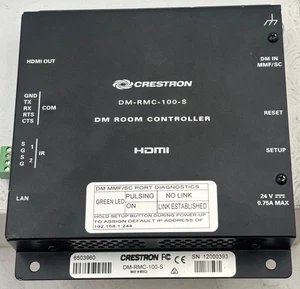 HDMI OUT
DM IN
MMF/SC
CRESTRON
GND
TX
RX
RTS
CTS
COM
DM-RMC-100-S
RESET
DM ROOM CONTROLLER
S 1
G
S
G 2
IR
HDMI
SETUP
DM MMF/SC PORT DIAGNOSTICS
GREEN LED
PULSING
NO LINK
ON
LINK ESTABLISHED
HOLD SETUP BUTTON DURING POWER UP
TO ASSIGN DEFAULT IP ADDRESS OF
192.168.1.244
LAN
24 V
0.75A MAX
6503960
CRESTRON FC
SN 12000393
DM-RMC-100-S